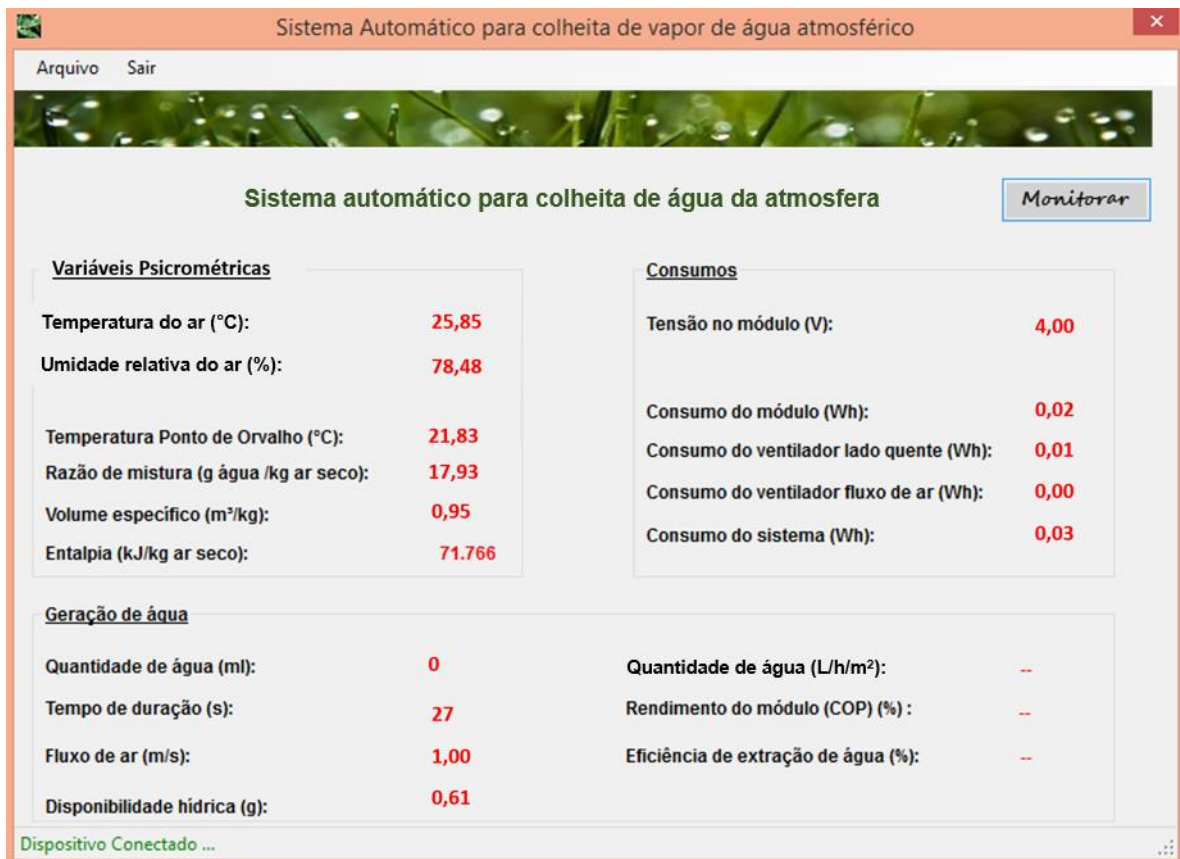 Sistema Automático para colheita de vapor de água atmosférico
Arquivo Sair
Sistema automático para colheita de água da atmosfera
Monitorar
Variáveis Psicrométricas
Temperatura do ar (°C): 25,85
Umidade relativa do ar (%): 78,48
Temperatura Ponto de Orvalho (°C): 21,83
Razão de mistura (g água /kg ar seco): 17,93
Volume específico (m³/kg): 0,95
Entalpia (kJ/kg ar seco): 71.766
Consumos
Tensão no módulo (V): 4,00
Consumo do módulo (Wh): 0,02
Consumo do ventilador lado quente (Wh): 0,01
Consumo do ventilador fluxo de ar (Wh): 0,00
Consumo do sistema (Wh): 0,03
Geração de água
Quantidade de água (ml): 0
Tempo de duração (s): 27
Fluxo de ar (m/s): 1,00
Disponibilidade hídrica (g): 0,61
Quantidade de água (L/h/m²): --
Rendimento do módulo (COP) (%) : --
Eficiência de extração de água (%): --
Dispositivo Conectado ...